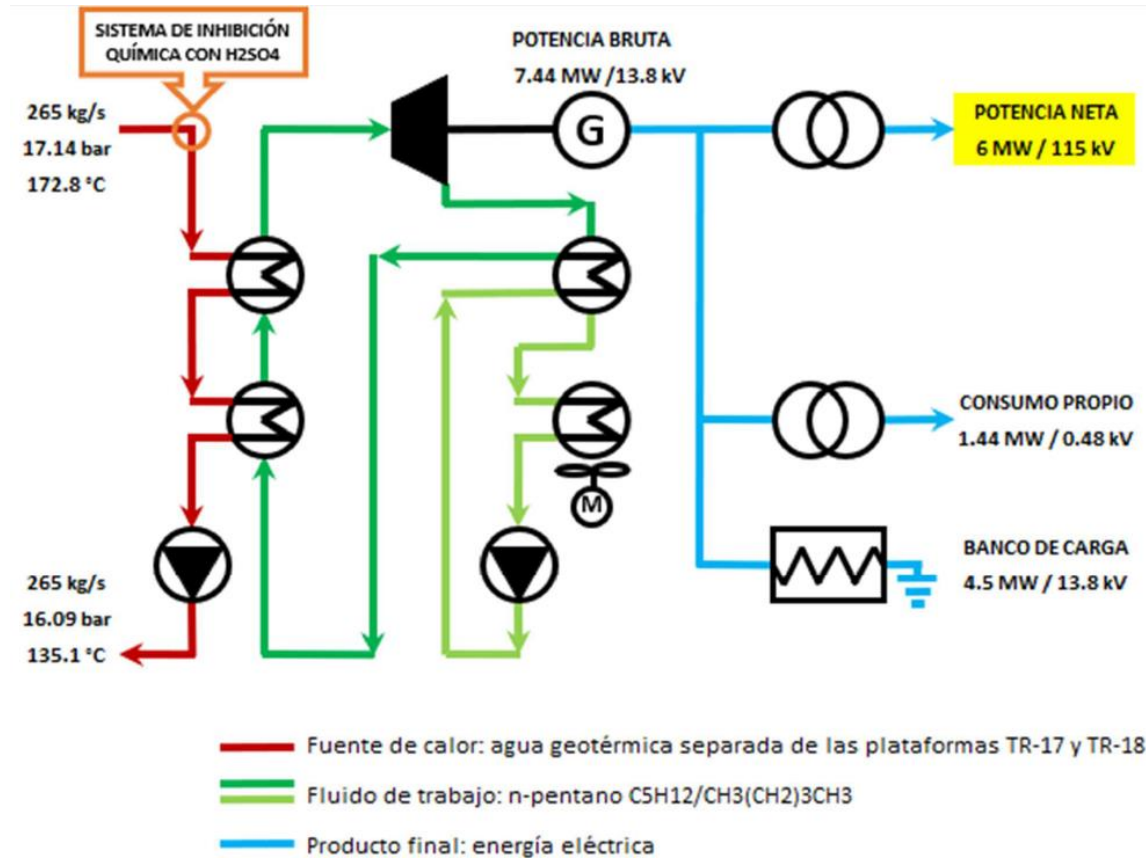 SISTEMA DE INHIBICIÓN
QUÍMICA CON H2SO4
POTENCIA BRUTA
7.44 MW /13.8 kV
265 kg/s
17.14 bar
172.8 °C
G
POTENCIA NETA
6 MW / 115 kV
CONSUMO PROPIO
1.44 MW / 0.48 kV
M
BANCO DE CARGA
4.5 MW / 13.8 kV
265 kg/s
16.09 bar
135.1 °C
Fuente de calor: agua geotérmica separada de las plataformas TR-17 y TR-18
Fluido de trabajo: n-pentano C5H12/CH3(CH2)3CH3
Producto final: energía eléctrica